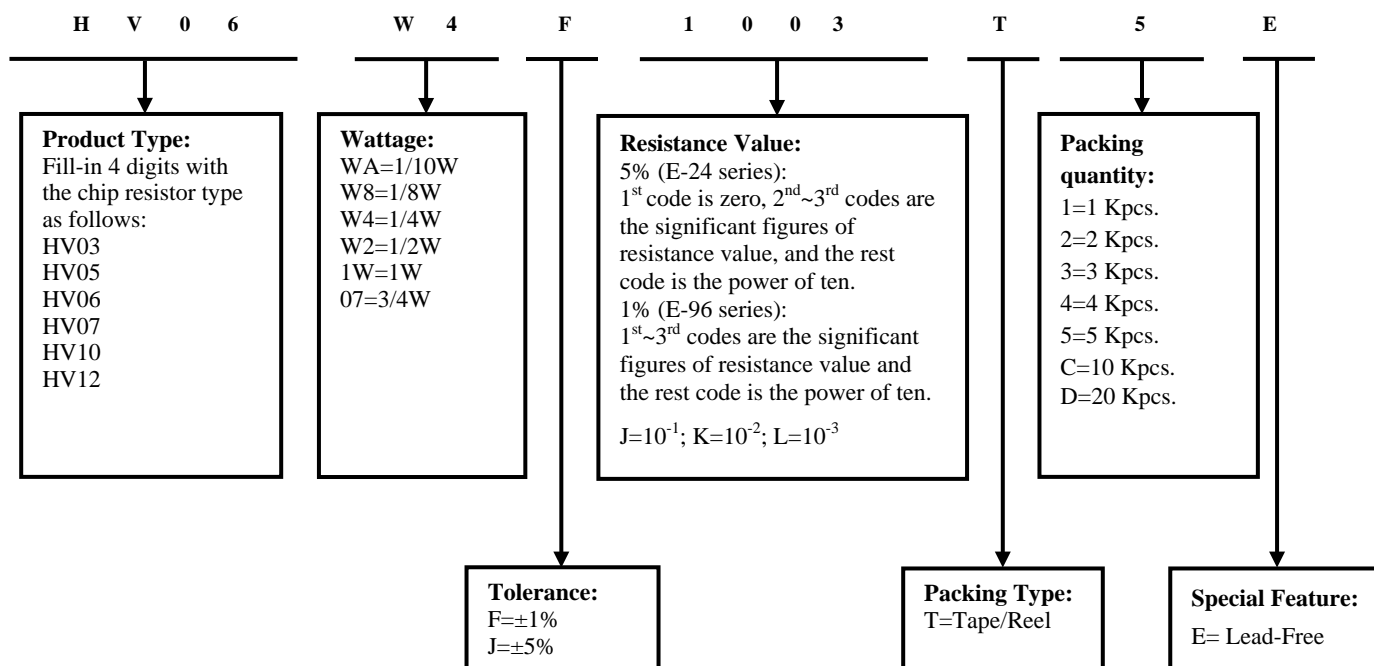 H V 0 6 W 4 F 1 0 0 3 T 5 E
Product Type:
Fill-in 4 digits with
the chip resistor type
as follows:
HV03
HV05
HV06
HV07
HV10
HV12
Wattage:
WA=1/10W
W8=1/8W
W4=1/4W
W2=1/2W
1W=1W
07=3/4W
Resistance Value:
5% (E-24 series):
1st code is zero, 2nd~3rd codes are
the significant figures of
resistance value, and the rest
code is the power of ten.
1% (E-96 series):
1st~3rd codes are the significant
figures of resistance value and
the rest code is the power of ten.
J=10-1; K=10-2; L=10-3
Packing
quantity:
1=1 Kpcs.
2=2 Kpcs.
3=3 Kpcs.
4=4 Kpcs.
5=5 Kpcs.
C=10 Kpcs.
D=20 Kpcs.
Tolerance:
F=±1%
J=±5%
Packing Type:
T=Tape/Reel
Special Feature:
E= Lead-Free